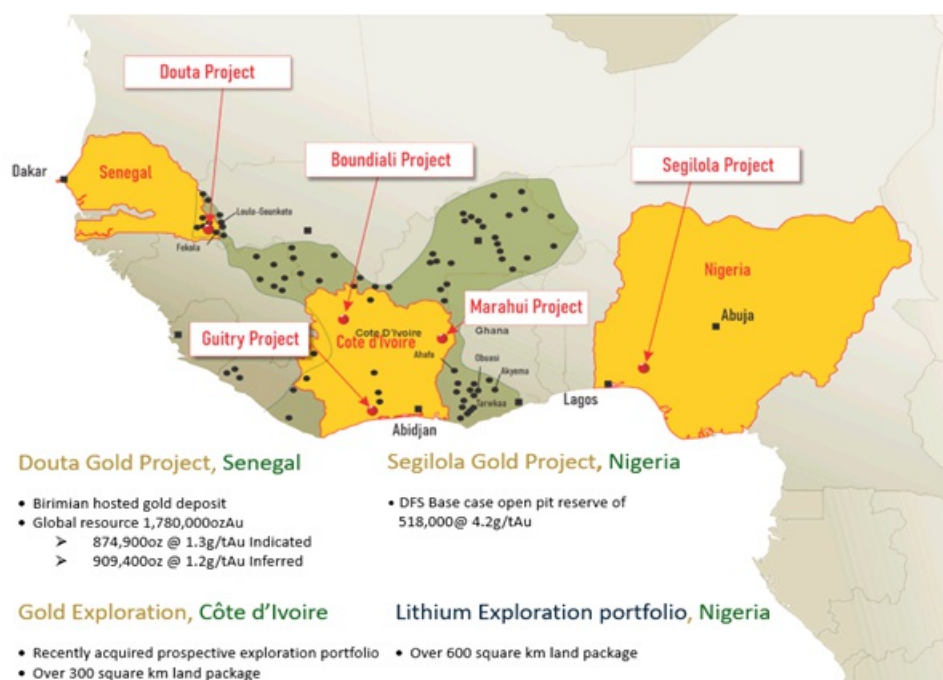 Douta Project
Boundiali Project
Segilola Project
Dakar
Senegal
Loulo-Gounkoto
Fekola
Nigeria
Marahui Project
Abuja
Guitry Project
Cote D'Ivoire
Cote d'Ivoire
Ghana
Ahafo
Obuasi
Akyema
Tarwkaa
Lagos
Abidjan
Douta Gold Project, Senegal
• Birimian hosted gold deposit
• Global resource 1,780,000ozAu
➢ 874,900oz @ 1.3g/tAu Indicated
➢ 909,400oz @ 1.2g/tAu Inferred
Segilola Gold Project, Nigeria
• DFS Base case open pit reserve of
518,000@ 4.2g/tAu
Gold Exploration, Côte d'Ivoire
• Recently acquired prospective exploration portfolio
• Over 300 square km land package
Lithium Exploration portfolio, Nigeria
• Over 600 square km land package